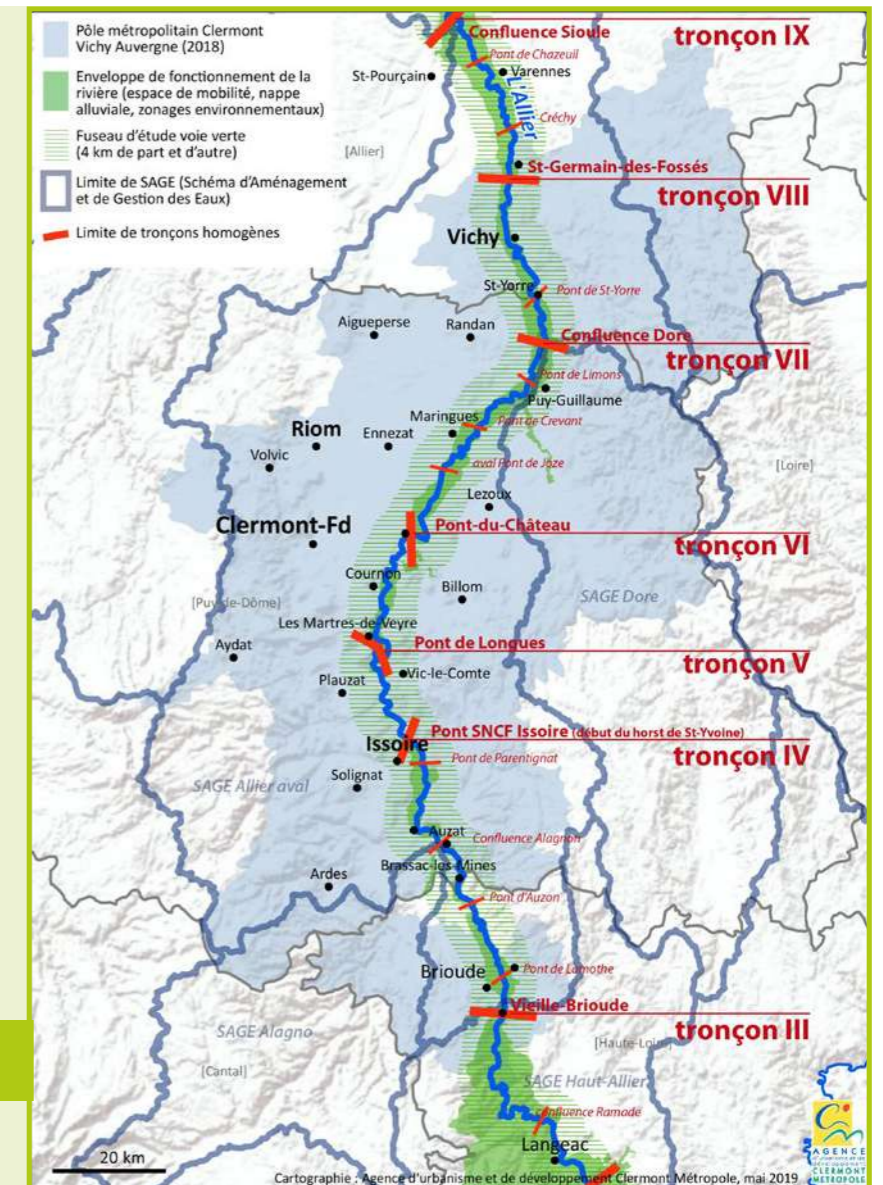 Pôle métropolitain Clermont
Vichy Auvergne (2018)
Enveloppe de fonctionnement de la
rivière (espace de mobilité, nappe
alluviale, zonages environnementaux)
Fuseau d'étude voie verte
(4 km de part et d'autre)
Limite de SAGE (Schéma d'Aménagement
et de Gestion des Eaux)
Limite de tronçons homogènes
Confluence Sioule
tronçon IX
Pont de Chazeuil
St-Pourçain
Varennes
L'Allier
Créchy
[Allier]
St-Germain-des-Fossés
tronçon VIII
Vichy
St-Yorre
Pont de St-Yorre
Aigueperse
Randan
Confluence Dore
tronçon VII
Pont de Limons
Puy-Guillaume
Maringues
Pont de Crevant
Riom
Ennezat
Volvic
aval Pont de Joze
[Loire]
Lezoux
Clermont-Fd
Pont-du-Château
tronçon VI
Cournon
Billom
[Puy-de-Dôme]
SAGE Dore
Les Martres-de-Veyre
Pont de Longues
Aydat
tronçon V
Vic-le-Comte
Plauzat
Pont SNCF Issoire (début du horst de St-Yvoine)
Issoire
tronçon IV
Pont de Parentignat
Solignat
SAGE Allier aval
Auzat
Confluence Alagnon
Brassac-les-Mines
Ardes
Pont d'Auzon
Brioude
Pont de Lamothe
Vieille-Brioude
tronçon III
SAGE Alagno
[Haute-Loire]
[Cantal]
SAGE Haut-Allier
confluence Ramade
Langeac
20 km
Cartographie : Agence d'urbanisme et de développement Clermont Métropole, mai 2019
AGENCE
CLERMONT
METROPOLE